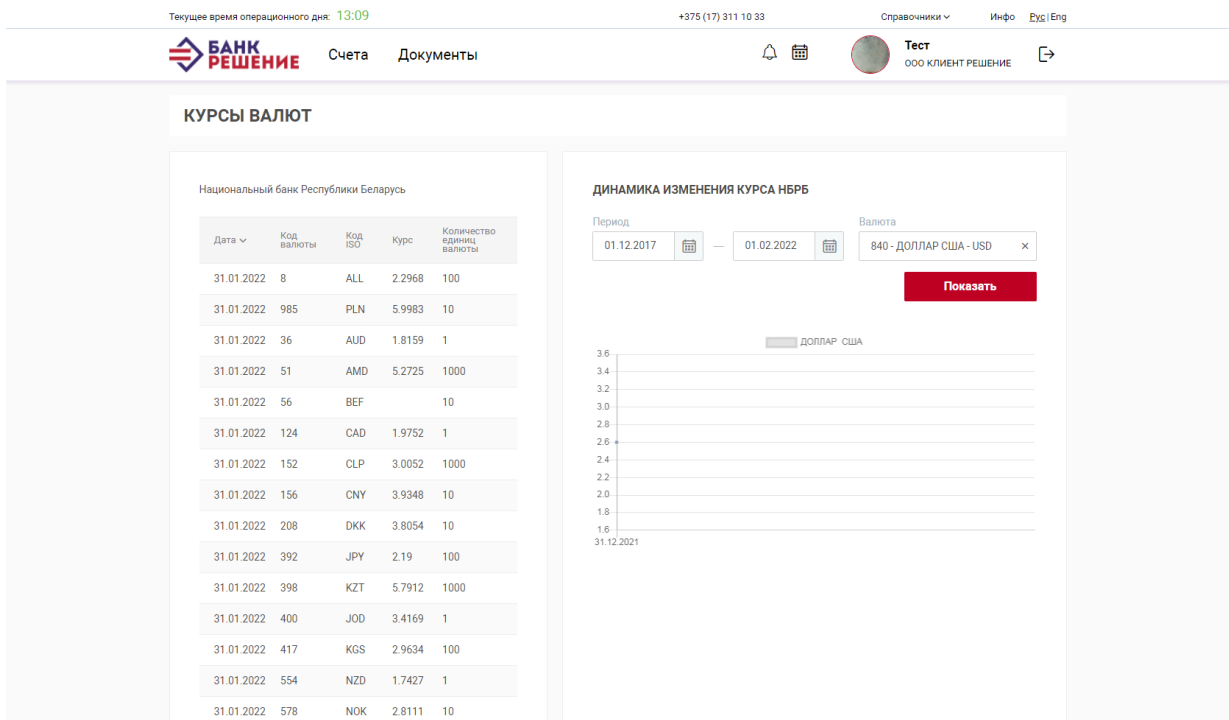 Текущее время операционного дня: 13:09
+375 (17) 311 10 33
Справочники
Инфо
Рус|Eng
БАНК
РЕШЕНИЕ
Счета
Документы
Тест
ООО КЛИЕНТ РЕШЕНИЕ
КУРСЫ ВАЛЮТ
Национальный банк Республики Беларусь
Дата Код валюты Код ISO Курс Количество единиц валюты
31.01.2022 8 ALL 2.2968 100
31.01.2022 985 PLN 5.9983 10
31.01.2022 36 AUD 1.8159 1
31.01.2022 51 AMD 5.2725 1000
31.01.2022 56 BEF 10
31.01.2022 124 CAD 1.9752 1
31.01.2022 152 CLP 3.0052 1000
31.01.2022 156 CNY 3.9348 10
31.01.2022 208 DKK 3.8054 10
31.01.2022 392 JPY 2.19 100
31.01.2022 398 KZT 5.7912 1000
31.01.2022 400 JOD 3.4169 1
31.01.2022 417 KGS 2.9634 100
31.01.2022 554 NZD 1.7427 1
31.01.2022 578 NOK 2.8111 10
ДИНАМИКА ИЗМЕНЕНИЯ КУРСА НБРБ
Период
Валюта
01.12.2017 — 01.02.2022
840 - ДОЛЛАР США - USD ×
Показать
ДОЛЛАР США
3.6
3.4
3.2
3.0
2.8
2.6
2.4
2.2
2.0
1.8
1.6
31.12.2021